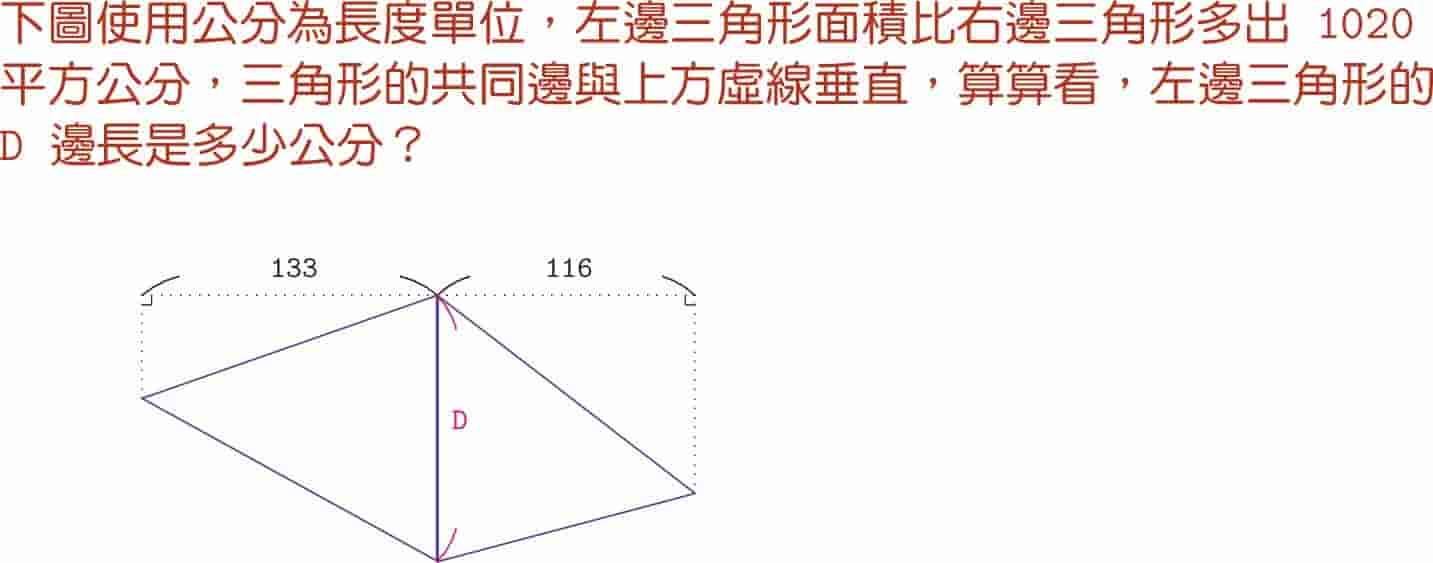 下圖使用公分為長度單位，左邊三角形面積比右邊三角形多出 1020
平方公分，三角形的共同邊與上方虛線垂直，算算看，左邊三角形的
D 邊長是多少公分？
133 116
D